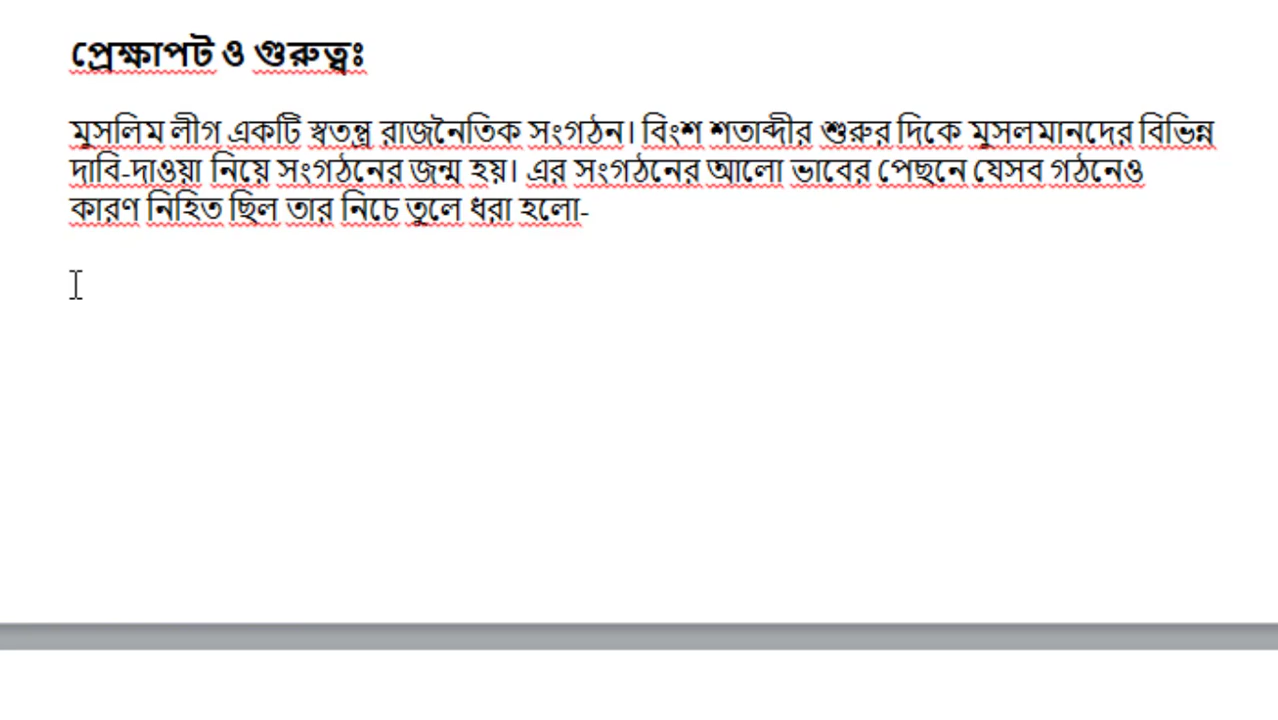 প্রেক্ষাপট ও গুরুত্বঃ
মুসলিম লীগ একটি স্বতন্ত্র রাজনৈতিক সংগঠন। বিংশ শতাব্দীর শুরুর দিকে মুসলমানদের বিভিন্ন
দাবি-দাওয়া নিয়ে সংগঠনের জন্ম হয়। এর সংগঠনের আলো ভাবের পেছনে যেসব গঠনেও
কারণ নিহিত ছিল তার নিচে তুলে ধরা হলো-